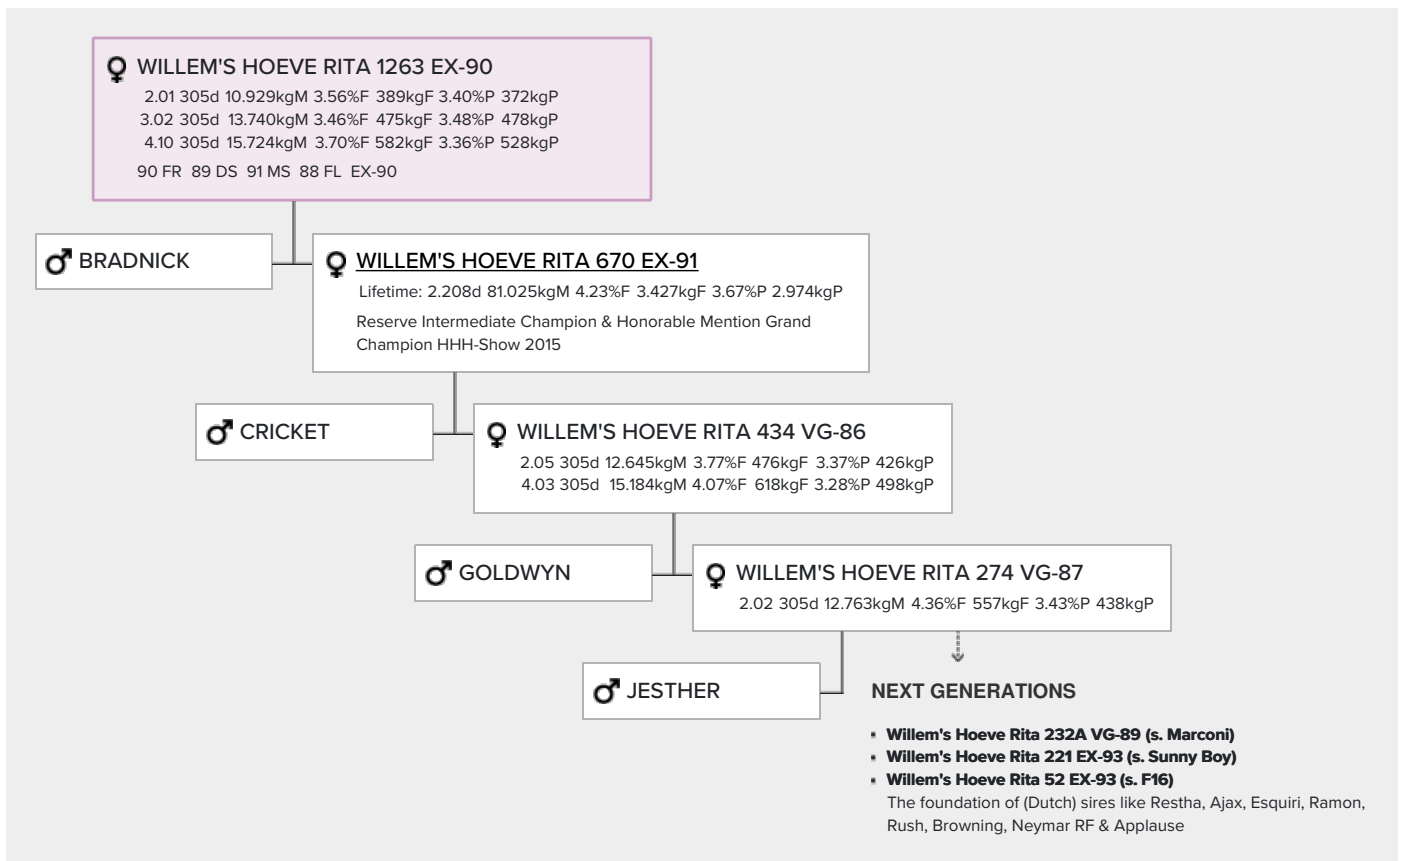 WILLEM'S HOEVE RITA 1263 EX-90
2.01 305d 10.929kgM 3.56%F 389kgF 3.40%P 372kgP
3.02 305d 13.740kgM 3.46%F 475kgF 3.48%P 478kgP
4.10 305d 15.724kgM 3.70%F 582kgF 3.36%P 528kgP
90 FR 89 DS 91 MS 88 FL EX-90
BRADNICK
WILLEM'S HOEVE RITA 670 EX-91
Lifetime: 2.208d 81.025kgM 4.23%F 3.427kgF 3.67%P 2.974kgP
Reserve Intermediate Champion & Honorable Mention Grand
Champion HHH-Show 2015
CRICKET
WILLEM'S HOEVE RITA 434 VG-86
2.05 305d 12.645kgM 3.77%F 476kgF 3.37%P 426kgP
4.03 305d 15.184kgM 4.07%F 618kgF 3.28%P 498kgP
GOLDWYN
WILLEM'S HOEVE RITA 274 VG-87
2.02 305d 12.763kgM 4.36%F 557kgF 3.43%P 438kgP
JESTHER
NEXT GENERATIONS
Willem's Hoeve Rita 232A VG-89 (s. Marconi)
Willem's Hoeve Rita 221 EX-93 (s. Sunny Boy)
Willem's Hoeve Rita 52 EX-93 (s. F16)
The foundation of (Dutch) sires like Restha, Ajax, Esquiri, Ramon,
Rush, Browning, Neymar RF & Applause